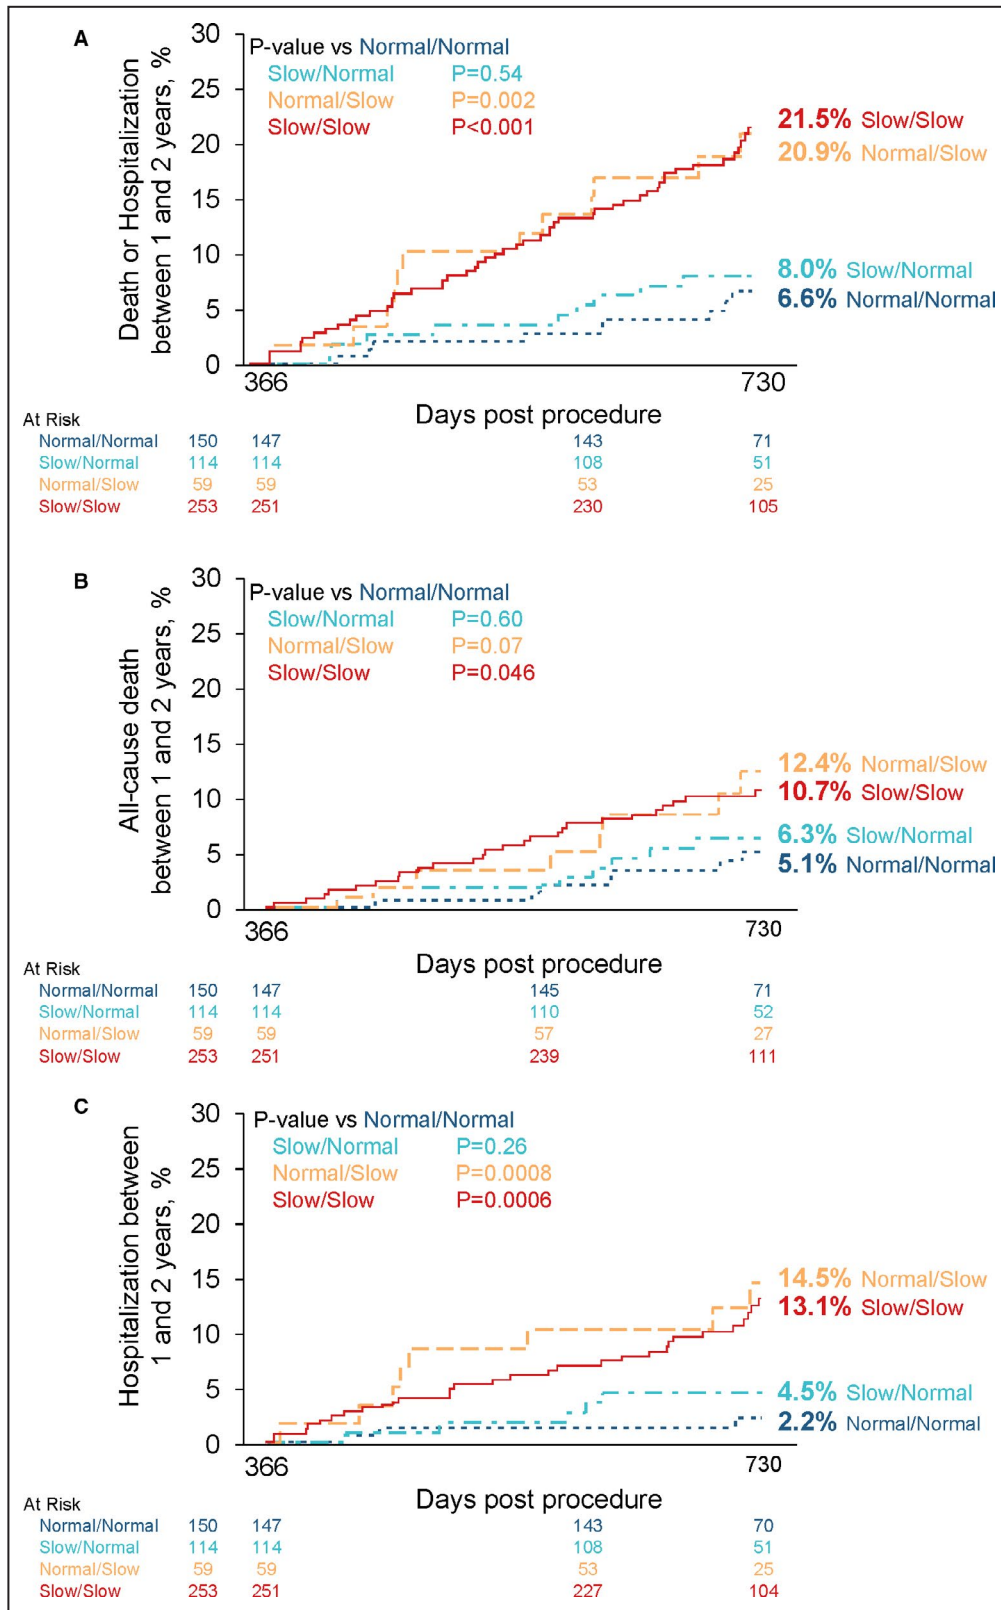 A
Death or Hospitalization
between 1 and 2 years, %
30
25
20
15
10
5
0
P-value vs Normal/Normal
Slow/Normal P=0.54
Normal/Slow P=0.002
Slow/Slow P<0.001
21.5% Slow/Slow
20.9% Normal/Slow
8.0% Slow/Normal
6.6% Normal/Normal
366 730
Days post procedure
At Risk
Normal/Normal 150 147 143 71
Slow/Normal 114 114 108 51
Normal/Slow 59 59 53 25
Slow/Slow 253 251 230 105
B
All-cause death
between 1 and 2 years, %
30
25
20
15
10
5
0
P-value vs Normal/Normal
Slow/Normal P=0.60
Normal/Slow P=0.07
Slow/Slow P=0.046
12.4% Normal/Slow
10.7% Slow/Slow
6.3% Slow/Normal
5.1% Normal/Normal
366 730
Days post procedure
At Risk
Normal/Normal 150 147 145 71
Slow/Normal 114 114 110 52
Normal/Slow 59 59 57 27
Slow/Slow 253 251 239 111
C
Hospitalization between
1 and 2 years, %
30
25
20
15
10
5
0
P-value vs Normal/Normal
Slow/Normal P=0.26
Normal/Slow P=0.0008
Slow/Slow P=0.0006
14.5% Normal/Slow
13.1% Slow/Slow
4.5% Slow/Normal
2.2% Normal/Normal
366 730
Days post procedure
At Risk
Normal/Normal 150 147 143 70
Slow/Normal 114 114 108 51
Normal/Slow 59 59 53 25
Slow/Slow 253 251 227 104